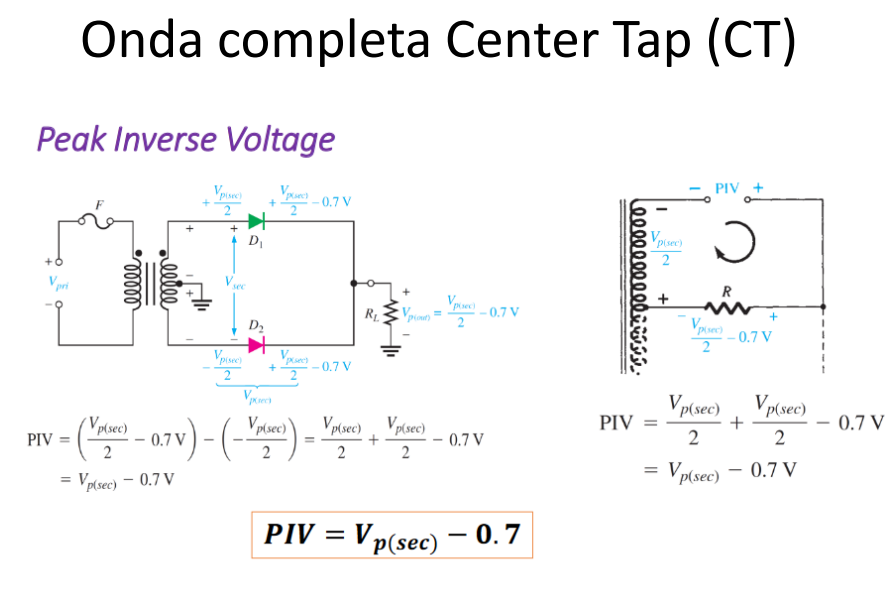 Onda completa Center Tap (CT)
Peak Inverse Voltage
F
+ Vp(sec)/2
+ Vp(sec)/2 − 0.7 V
+ +
D1
+
Vpri
−
−
+
Vsec
D2
RL
+
Vp(out) = Vp(sec)/2 − 0.7 V
−
− −
− Vp(sec)/2
+ Vp(sec)/2 − 0.7 V
Vp(sec)
PIV = (Vp(sec)/2 − 0.7 V) − (− Vp(sec)/2) = Vp(sec)/2 + Vp(sec)/2 − 0.7 V
= Vp(sec) − 0.7 V
− PIV +
−
Vp(sec)/2
+
R
− +
Vp(sec)/2 − 0.7 V
PIV = Vp(sec)/2 + Vp(sec)/2 − 0.7 V
= Vp(sec) − 0.7 V
PIV = Vp(sec) − 0.7